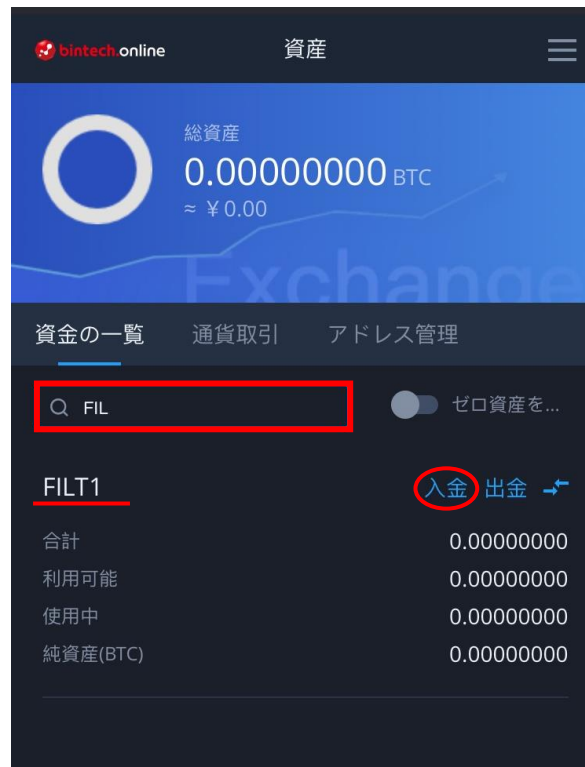 bintech.online
資産
総資産
0.00000000 BTC
≈ ¥0.00
Exchange
資金の一覧 通貨取引 アドレス管理
FIL ゼロ資産を...
FILT1 入金 出金
合計 0.00000000
利用可能 0.00000000
使用中 0.00000000
純資産(BTC) 0.00000000